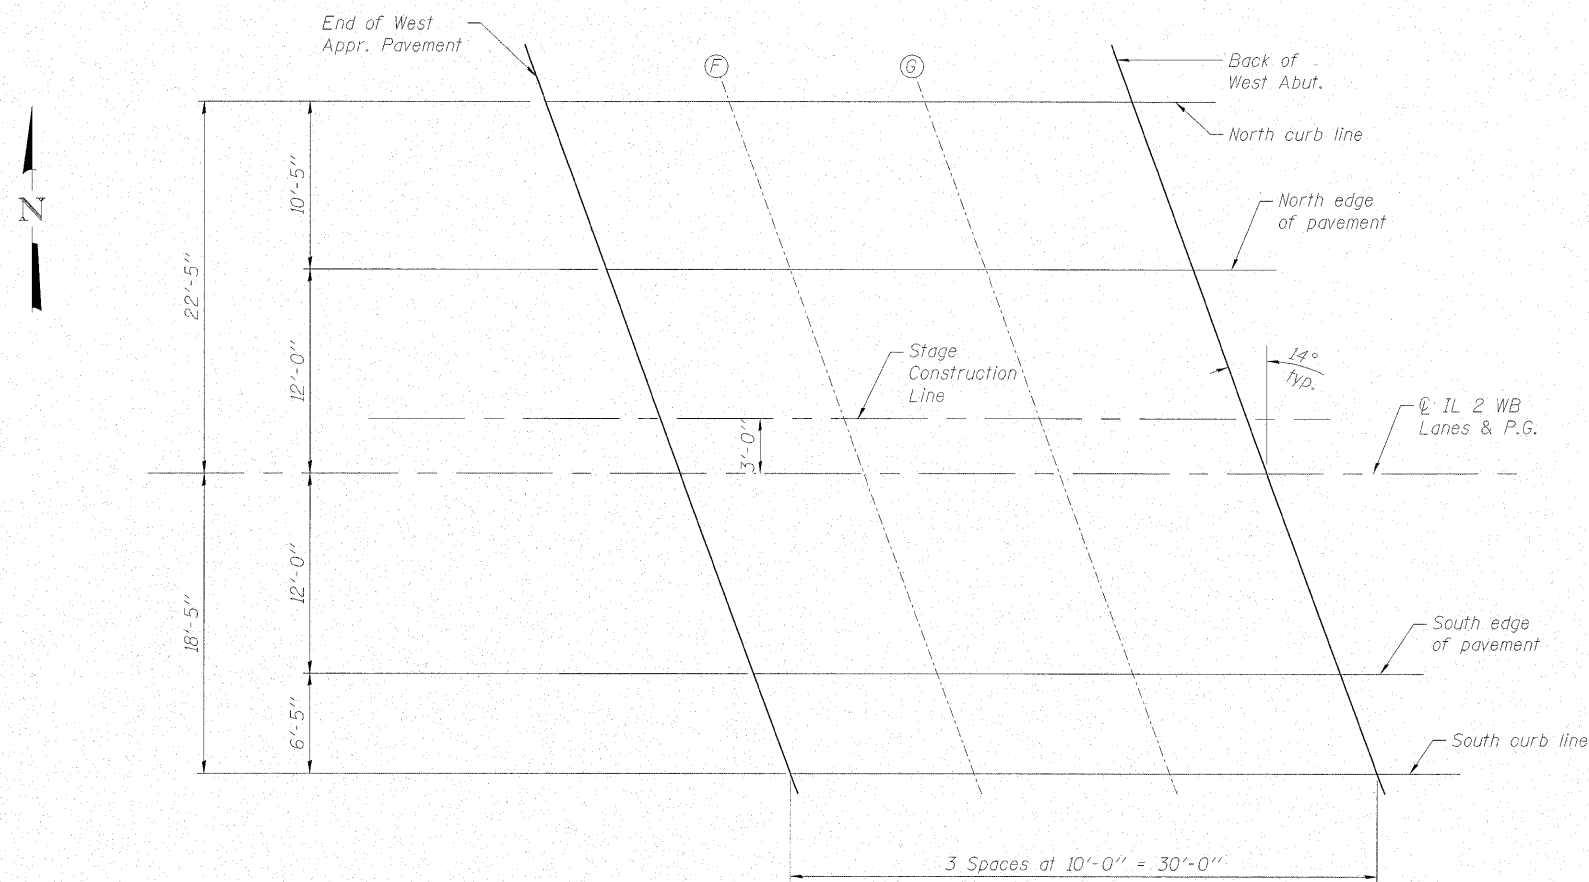 End of West
Appr. Pavement
F
G
Back of
West Abut.
North curb line
N
10'-5"
22'-5"
North edge
of pavement
12'-0"
Stage
Construction
Line
14°
typ.
3'-0"
℄ IL 2 WB
Lanes & P.G.
12'-0"
18'-5"
South edge
of pavement
6'-5"
South curb line
3 Spaces at 10'-0" = 30'-0"